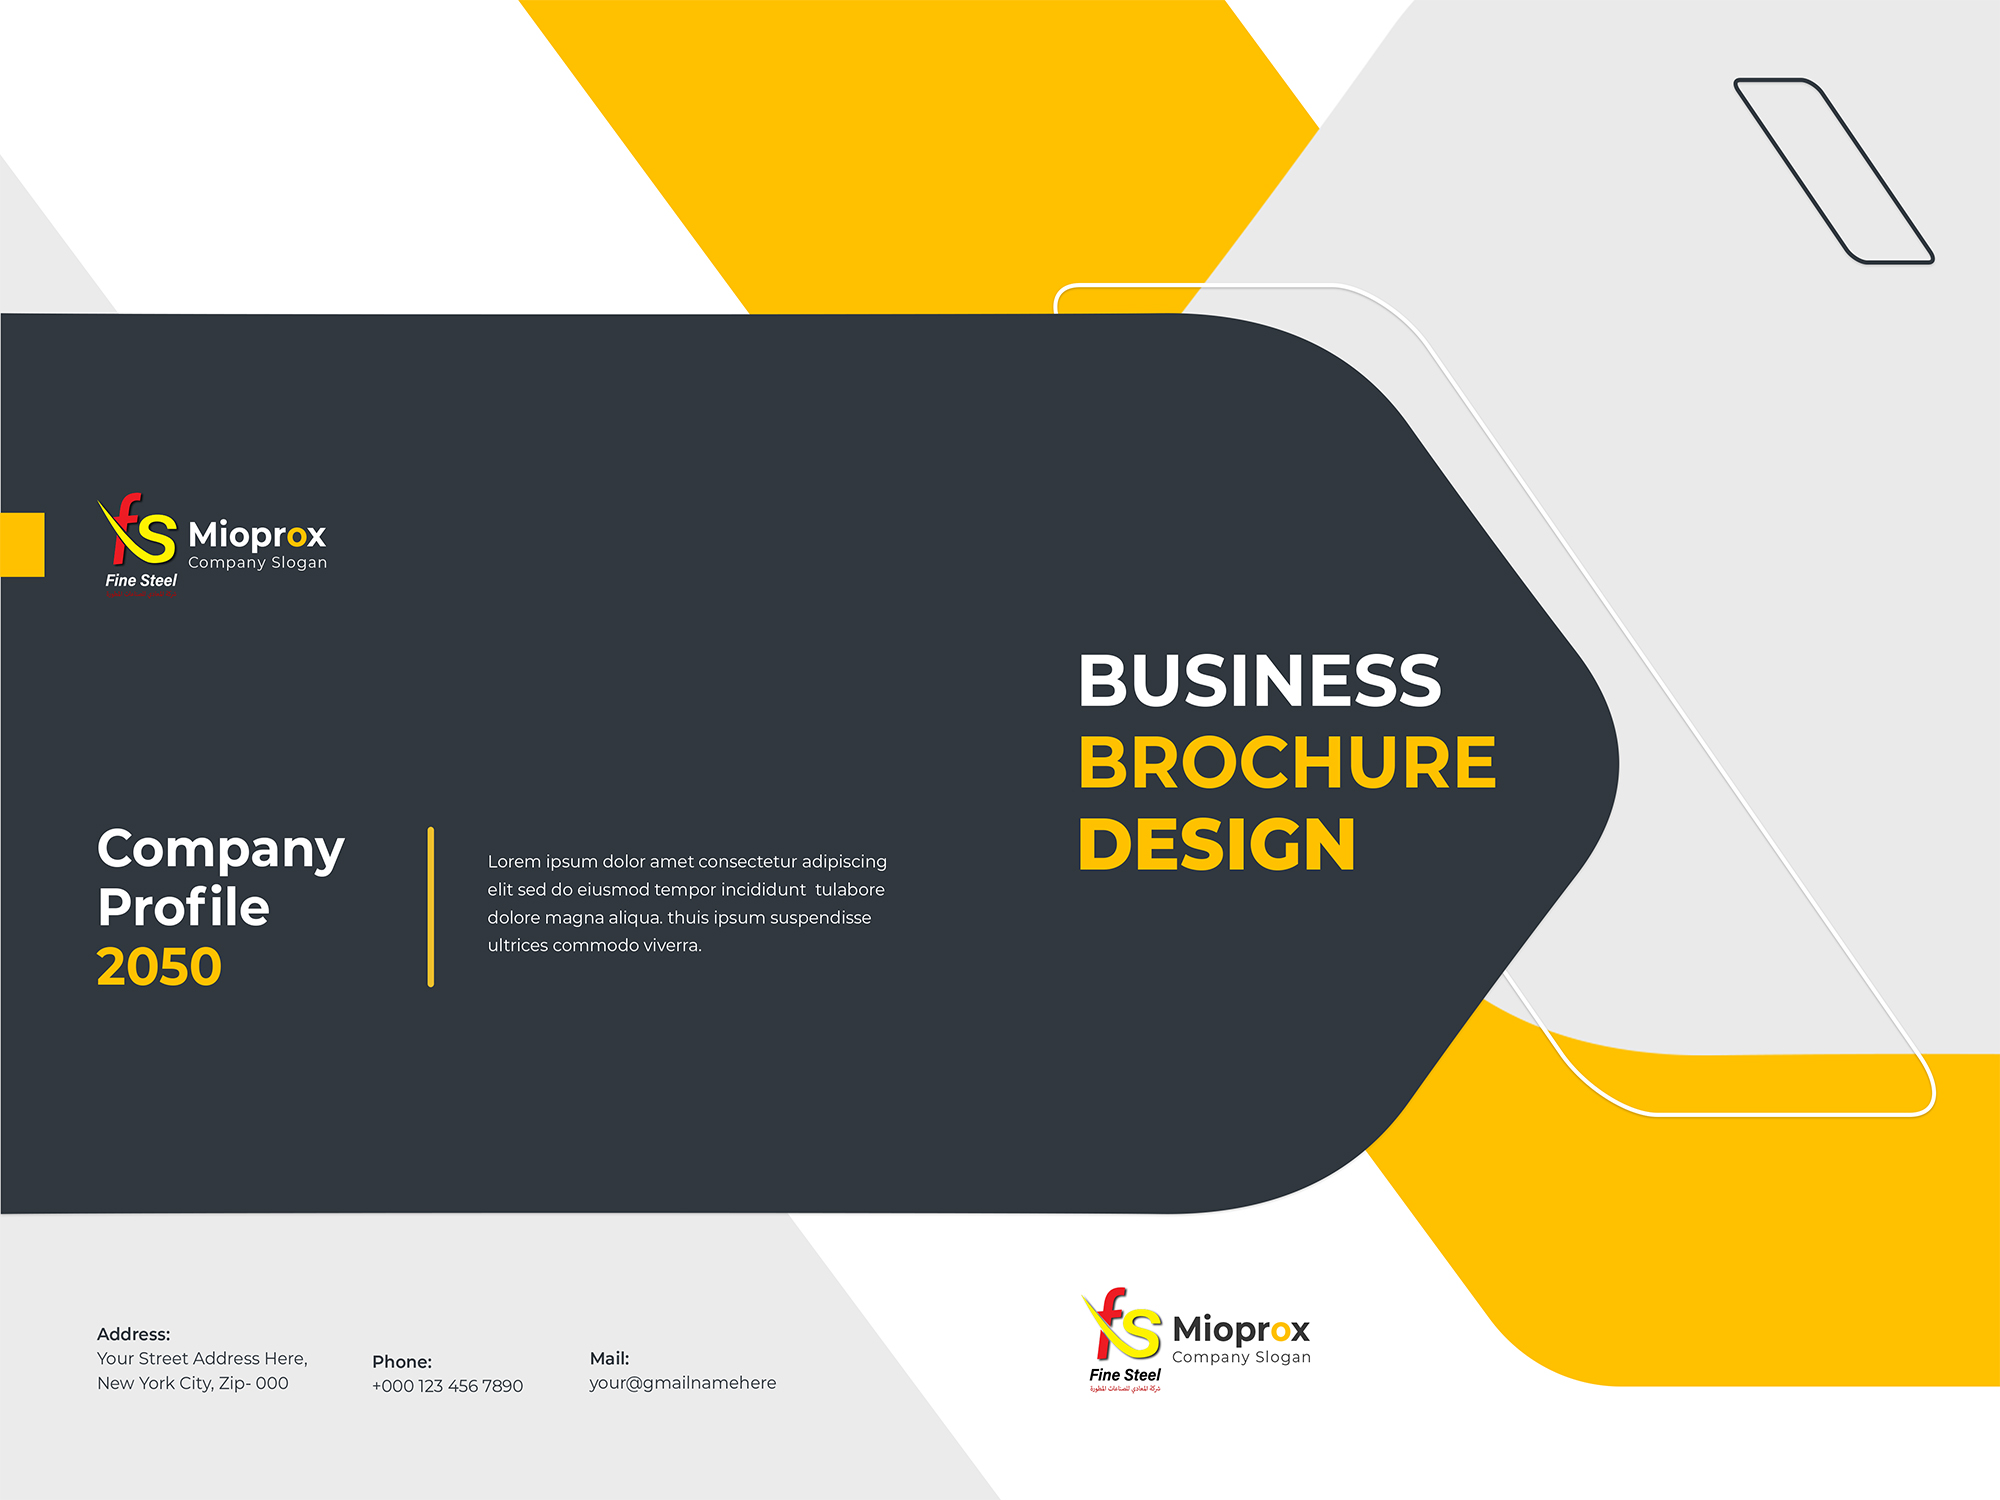 fs
Mioprox
Company Slogan
Fine Steel
BUSINESS
BROCHURE
DESIGN
Company
Profile
2050
Lorem ipsum dolor amet consectetur adipiscing
elit sed do eiusmod tempor incididunt  tulabore
dolore magna aliqua. thuis ipsum suspendisse
ultrices commodo viverra.
Address:
Your Street Address Here,
New York City, Zip- 000
Phone:
+000 123 456 7890
Mail:
your@gmailnamehere
fs
Mioprox
Company Slogan
Fine Steel
شركة المعادي للصناعات المطورة